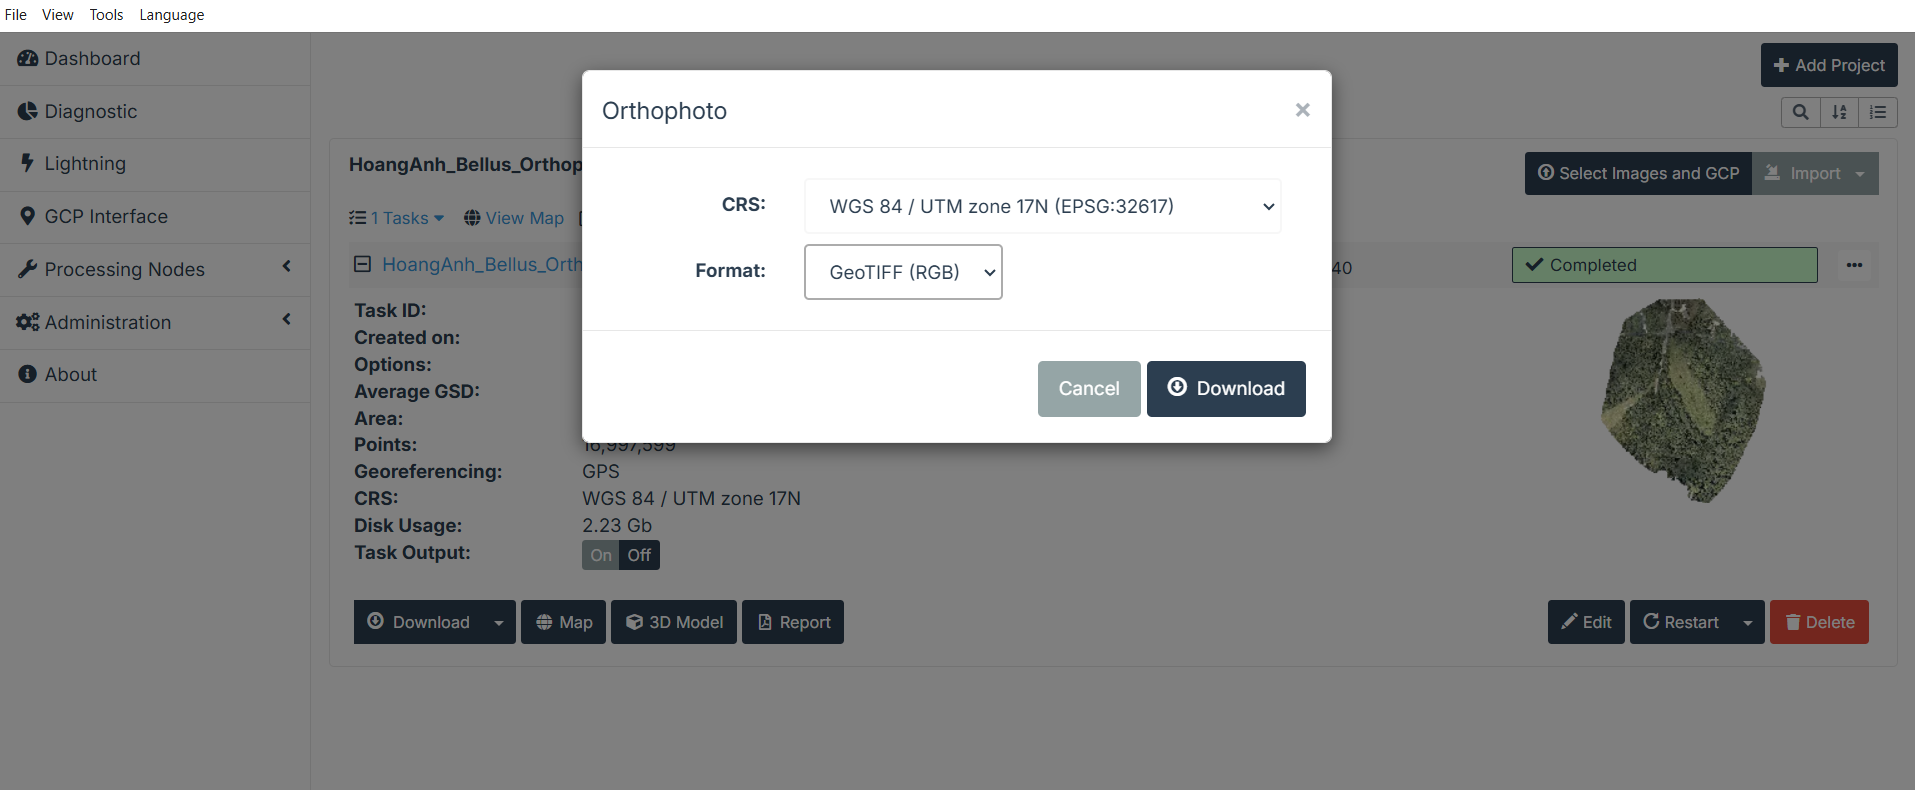 File View Tools Language
Dashboard
Diagnostic
Lightning
GCP Interface
Processing Nodes
Administration
About
Add Project
HoangAnh_Bellus_Orthop
Select Images and GCP Import
1 Tasks View Map
HoangAnh_Bellus_Orth 40 Completed
Orthophoto
CRS: WGS 84 / UTM zone 17N (EPSG:32617)
Format: GeoTIFF (RGB)
Cancel Download
Task ID:
Created on:
Options:
Average GSD:
Area:
Points: 16,997,599
Georeferencing: GPS
CRS: WGS 84 / UTM zone 17N
Disk Usage: 2.23 Gb
Task Output: On Off
Download Map 3D Model Report Edit Restart Delete